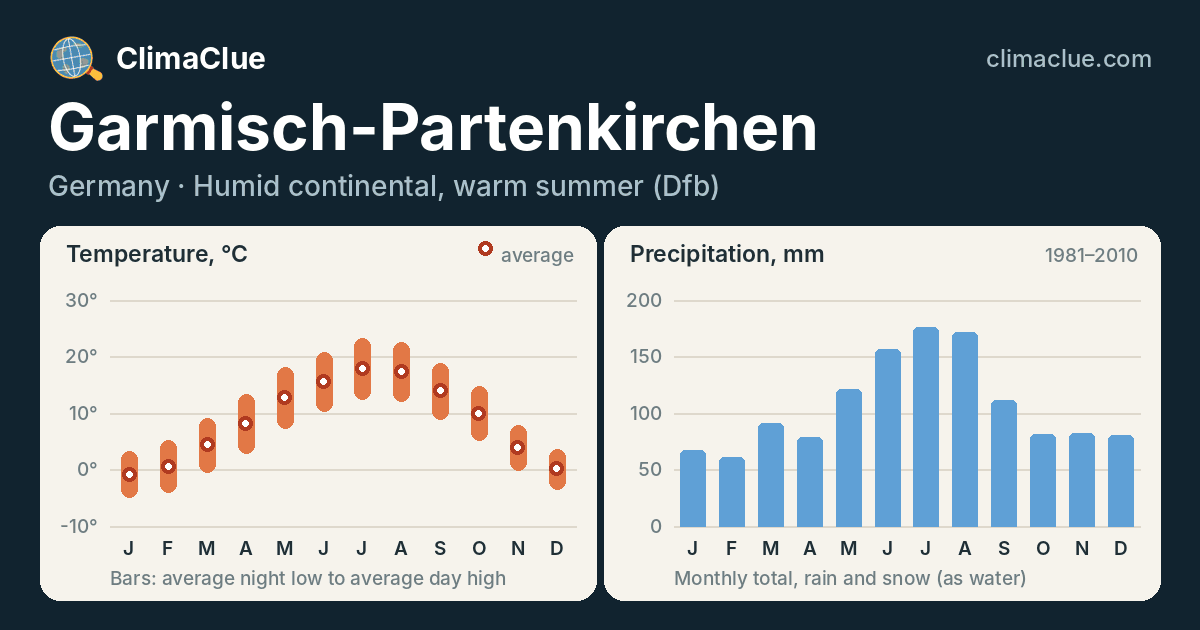 ClimaClue
climaclue.com
Garmisch-Partenkirchen
Germany · Humid continental, warm summer (Dfb)
Temperature, °C
average
30°
20°
10°
0°
-10°
J F M A M J J A S O N D
Bars: average night low to average day high
Precipitation, mm
1981–2010
200
150
100
50
0
J F M A M J J A S O N D
Monthly total, rain and snow (as water)